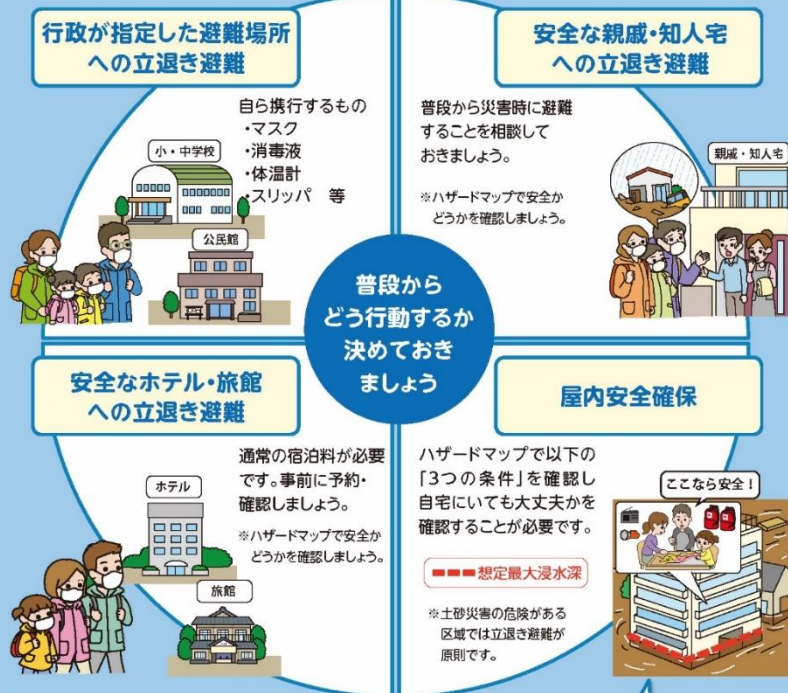 行政が指定した避難場所
への立退き避難
自ら携行するもの
・マスク
・消毒液
・体温計
・スリッパ 等
小・中学校
公民館
安全な親戚・知人宅
への立退き避難
普段から災害時に避難
することを相談して
おきましょう。
※ハザードマップで安全か
どうかを確認しましょう。
親戚・知人宅
普段から
どう行動するか
決めておき
ましょう
安全なホテル・旅館
への立退き避難
通常の宿泊料が必要
です。事前に予約・
確認しましょう。
※ハザードマップで安全か
どうかを確認しましょう。
ホテル
旅館
屋内安全確保
ハザードマップで以下の
「3つの条件」を確認し
自宅にいても大丈夫かを
確認することが必要です。
想定最大浸水深
※土砂災害の危険がある
区域では立退き避難が
原則です。
ここなら安全！